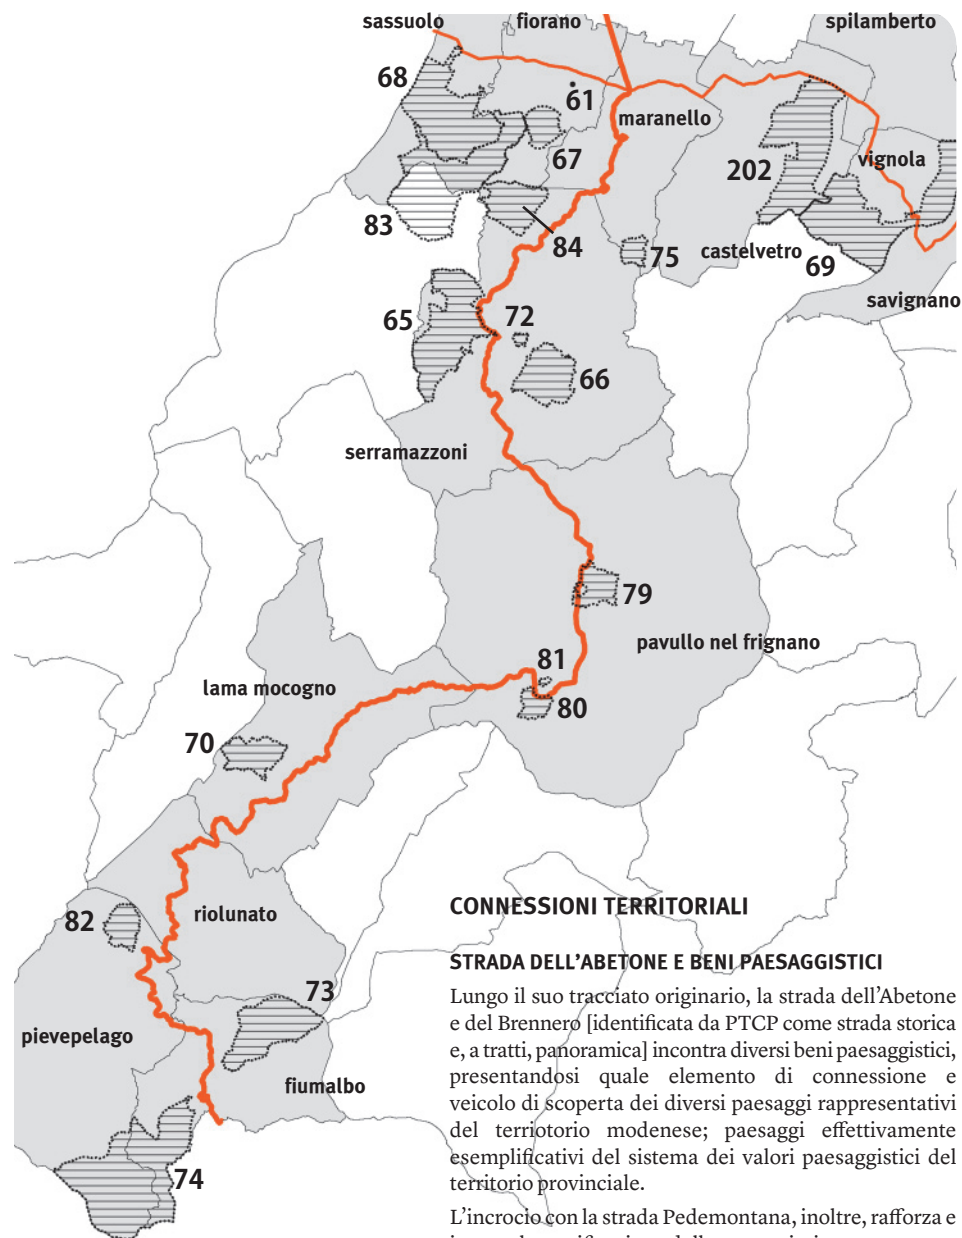 sassuolo
fiorano
spilamberto
68
61
maranello
67
202
vignola
83
84
75
castelvetro
69
savignano
65
72
66
serramazzoni
79
pavullo nel frignano
81
lama mocogno
80
70
82
riolunato
73
pievepelago
fiumalbo
74
CONNESSIONI TERRITORIALI
STRADA DELL'ABETONE E BENI PAESAGGISTICI
Lungo il suo tracciato originario, la strada dell'Abetone
e del Brennero [identificata da PTCP come strada storica
e, a tratti, panoramica] incontra diversi beni paesaggistici,
presentandosi quale elemento di connessione e
veicolo di scoperta dei diversi paesaggi rappresentativi
del terriotorio modenese; paesaggi effettivamente
esemplificativi del sistema dei valori paesaggistici del
territorio provinciale.
L'incrocio con la strada Pedemontana, inoltre, rafforza e